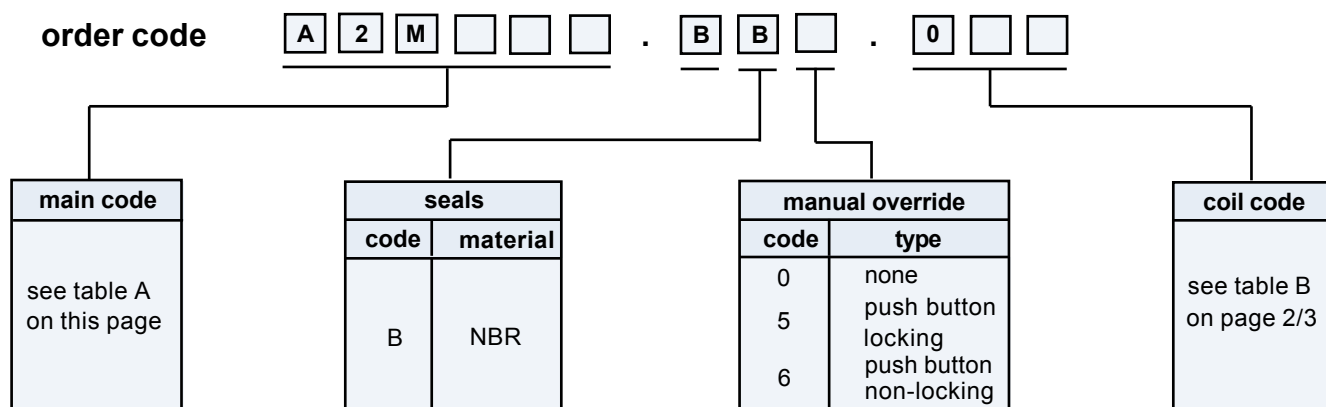 order code A 2 M . B B . 0
main code
see table A
on this page
seals
code material
B NBR
manual override
code type
0 none
5 push button
locking
6 push button
non-locking
coil code
see table B
on page 2/3